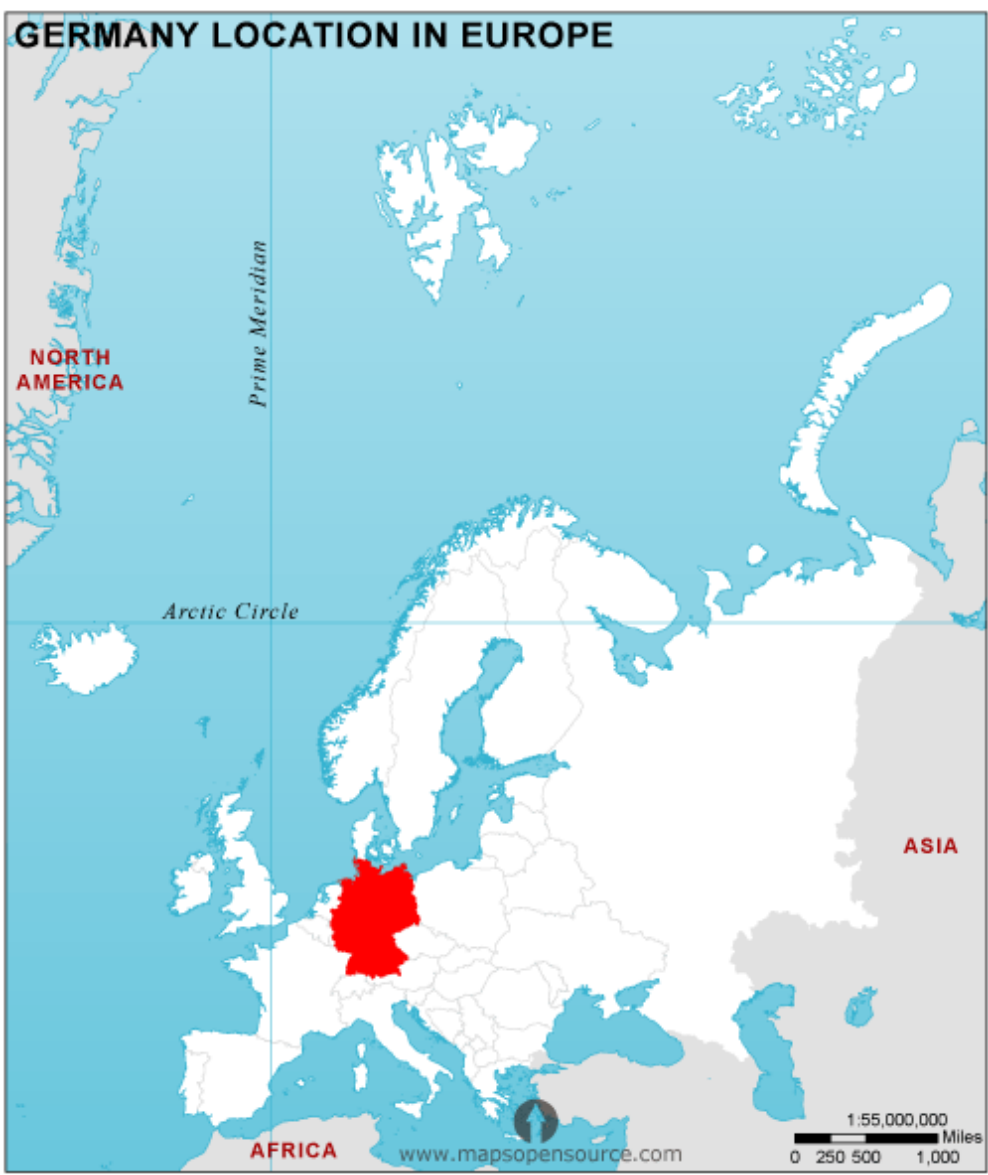 GERMANY LOCATION IN EUROPE
Prime Meridian
NORTH
AMERICA
Arctic Circle
ASIA
AFRICA
www.mapsopensource.com
1:55,000,000
Miles
0 250 500 1,000